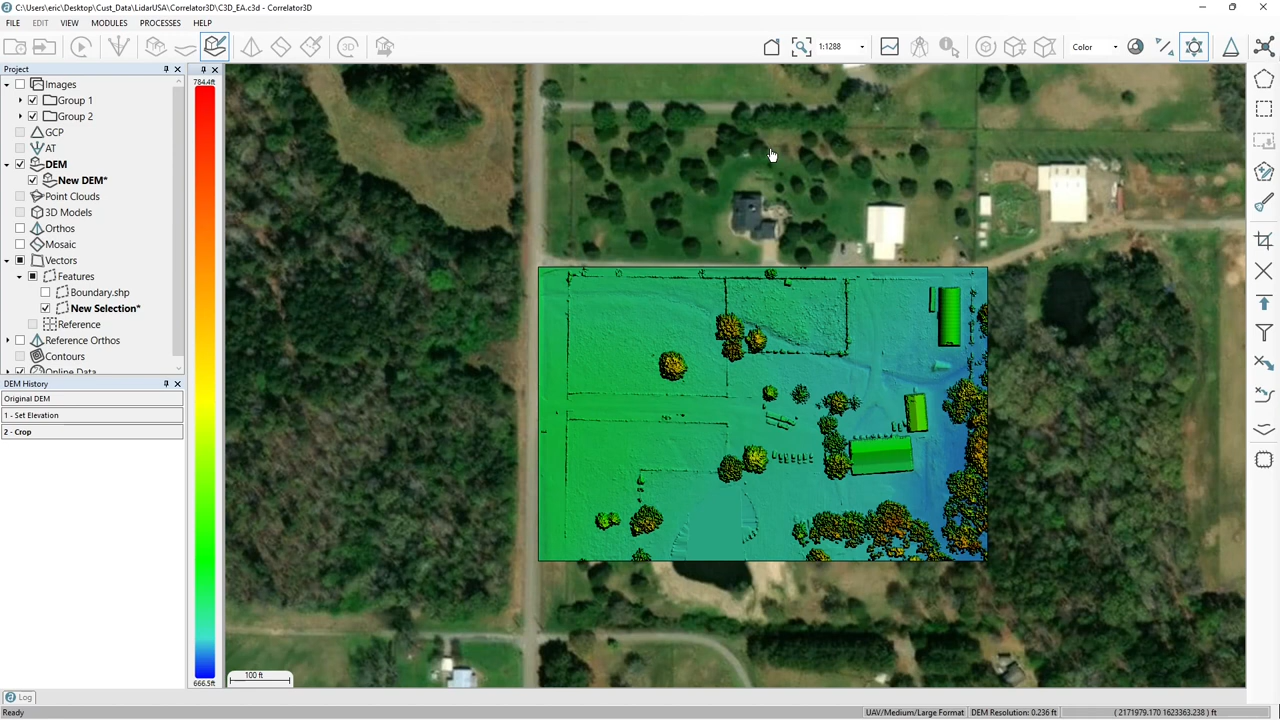 C:\Users\eric\Desktop\Cust_Data\LidarUSA\Correlator3D\C3D_EA.c3d - Correlator3D
FILE EDIT VIEW MODULES PROCESSES HELP
3D
1:1288
Color
Project
784.4ft
Images
Group 1
Group 2
GCP
AT
DEM
New DEM*
Point Clouds
3D Models
Orthos
Mosaic
Vectors
Features
Boundary.shp
New Selection*
Reference
Reference Orthos
Contours
Online Data
DEM History
Original DEM
1 - Set Elevation
2 - Crop
666.5ft
100 ft
Log
Ready
UAV/Medium/Large Format
DEM Resolution: 0.236 ft
( 2171979.170 1623363.238 ) ft